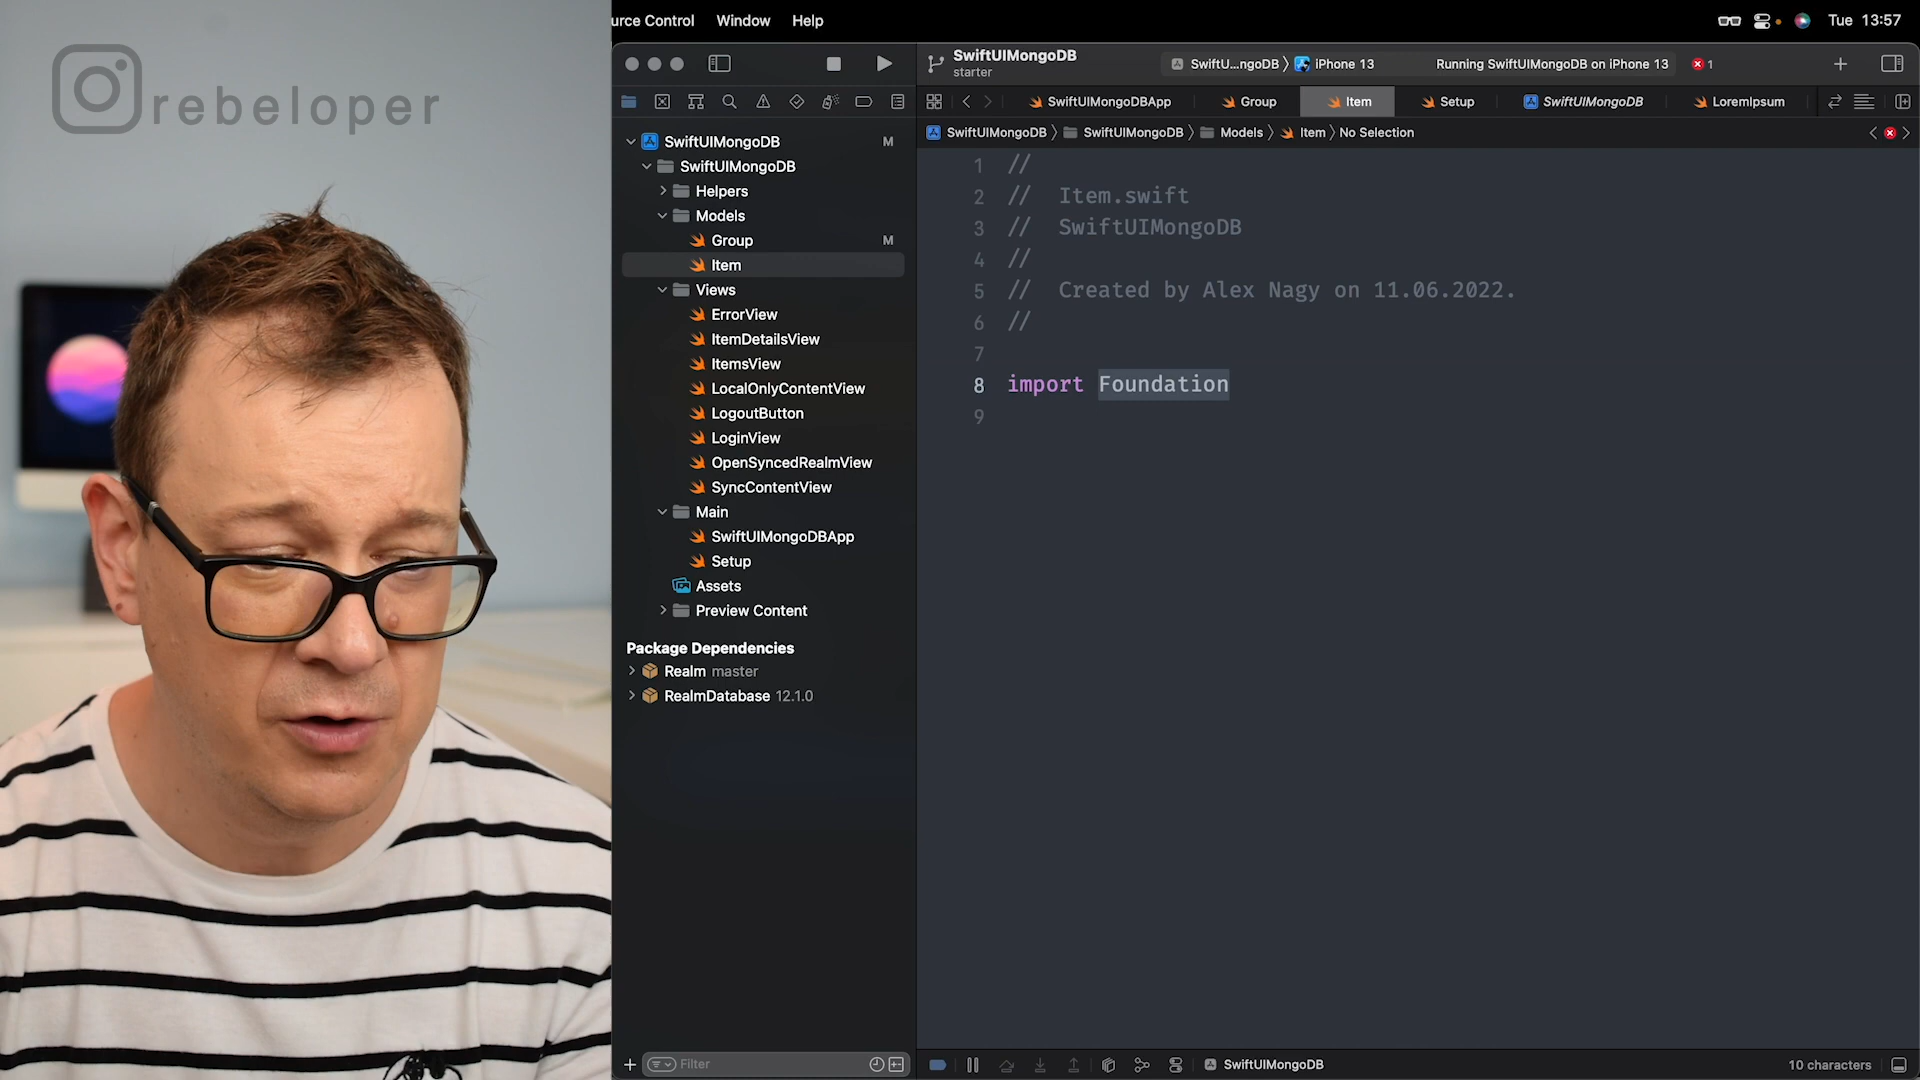 rebeloper
urce Control Window Help
Tue 13:57
SwiftUIMongoDB
starter
SwiftU...ngoDB
iPhone 13
Running SwiftUIMongoDB on iPhone 13
1
SwiftUIMongoDBApp
Group
Item
Setup
SwiftUIMongoDB
LoremIpsum
SwiftUIMongoDB
SwiftUIMongoDB
Models
Item
No Selection
SwiftUIMongoDB M
SwiftUIMongoDB
Helpers
Models
Group M
Item
Views
ErrorView
ItemDetailsView
ItemsView
LocalOnlyContentView
LogoutButton
LoginView
OpenSyncedRealmView
SyncContentView
Main
SwiftUIMongoDBApp
Setup
Assets
Preview Content
Package Dependencies
Realm master
RealmDatabase 12.1.0
Filter
1 //
2 // Item.swift
3 // SwiftUIMongoDB
4 //
5 // Created by Alex Nagy on 11.06.2022.
6 //
7
8 import Foundation
9
SwiftUIMongoDB
10 characters